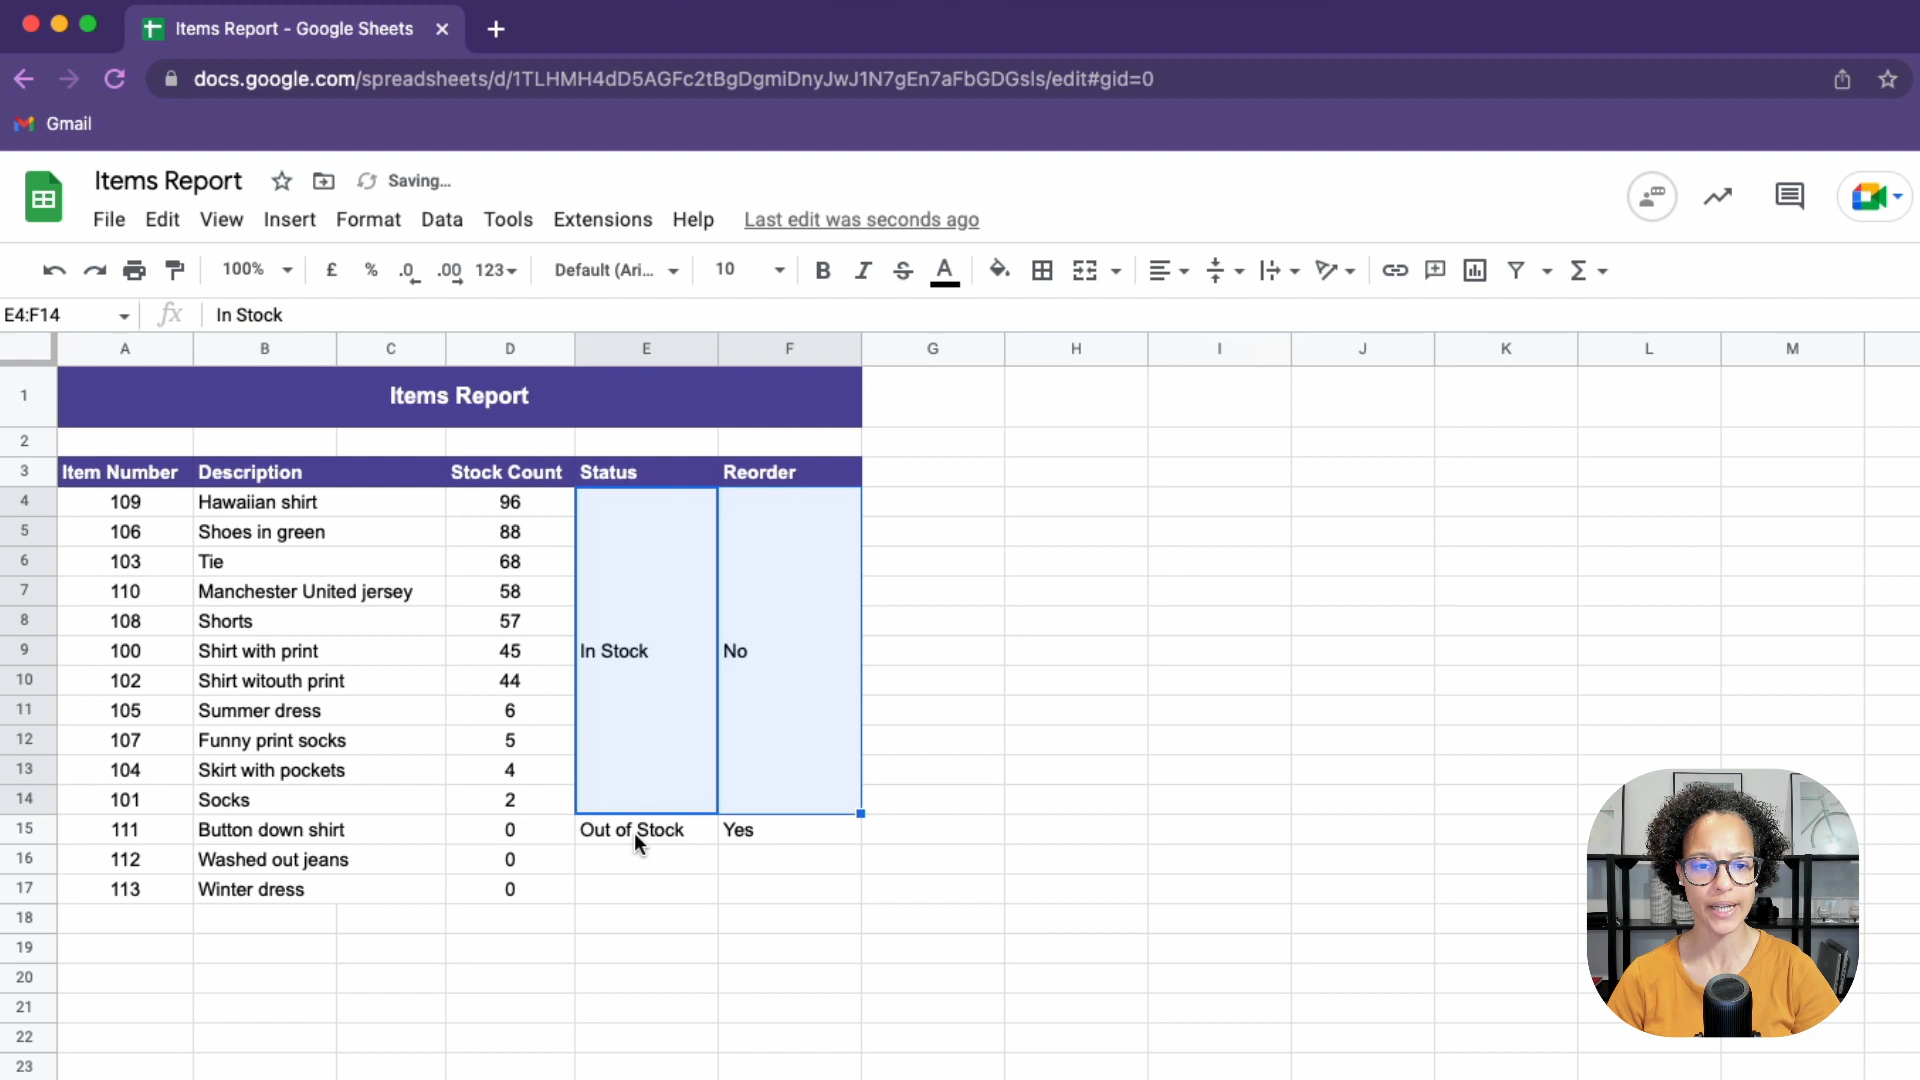 Items Report - Google Sheets
docs.google.com/spreadsheets/d/1TLHMH4dD5AGFc2tBgDgmiDnyJwJ1N7gEn7aFbGDGsls/edit#gid=0
Gmail
Items Report Saving...
File Edit View Insert Format Data Tools Extensions Help Last edit was seconds ago
100% £ % .0 .00 123 Default (Ari... 10 B I S A Σ
E4:F14 fx In Stock
A B C D E F G H I J K L M
1 Items Report
2
3 Item Number Description Stock Count Status Reorder
4 109 Hawaiian shirt 96
5 106 Shoes in green 88
6 103 Tie 68
7 110 Manchester United jersey 58
8 108 Shorts 57
9 100 Shirt with print 45 In Stock No
10 102 Shirt witouth print 44
11 105 Summer dress 6
12 107 Funny print socks 5
13 104 Skirt with pockets 4
14 101 Socks 2
15 111 Button down shirt 0 Out of Stock Yes
16 112 Washed out jeans 0
17 113 Winter dress 0
18
19
20
21
22
23